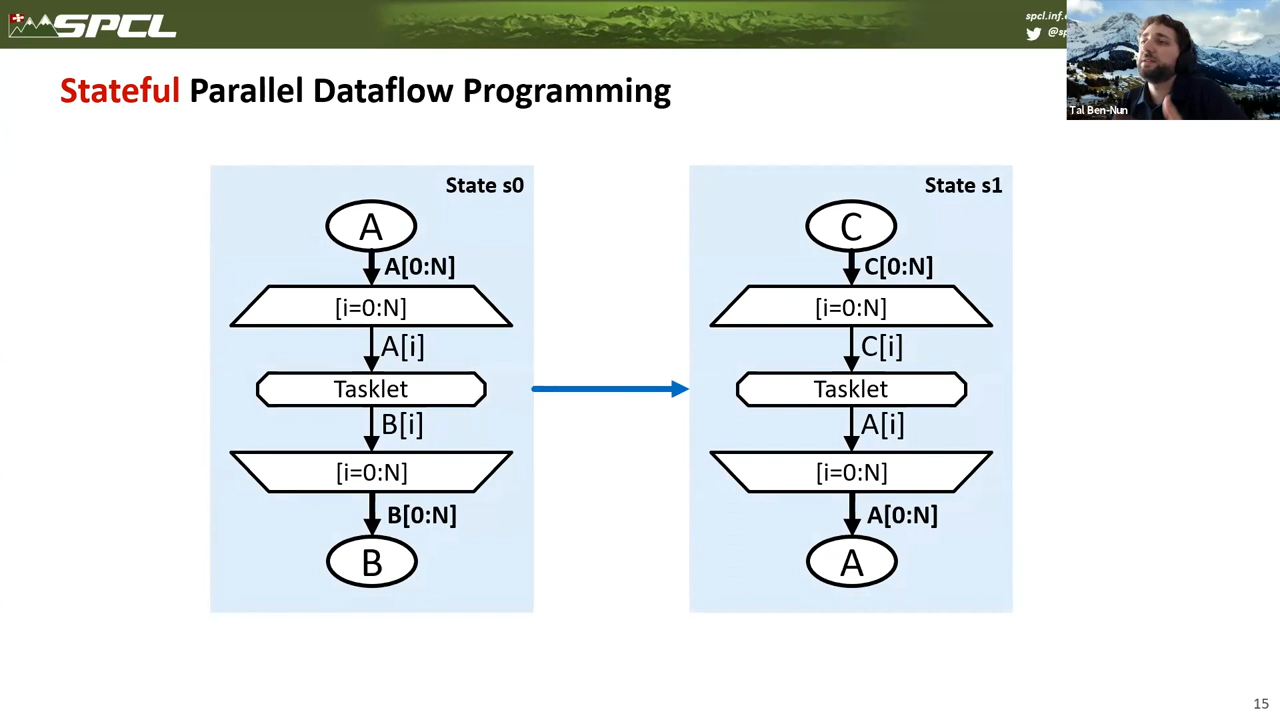 SPCL
spcl.inf.e
@sp
Tal Ben-Nun
Stateful Parallel Dataflow Programming
State s0
A
A[0:N]
[i=0:N]
A[i]
Tasklet
B[i]
[i=0:N]
B[0:N]
B
State s1
C
C[0:N]
[i=0:N]
C[i]
Tasklet
A[i]
[i=0:N]
A[0:N]
A
15